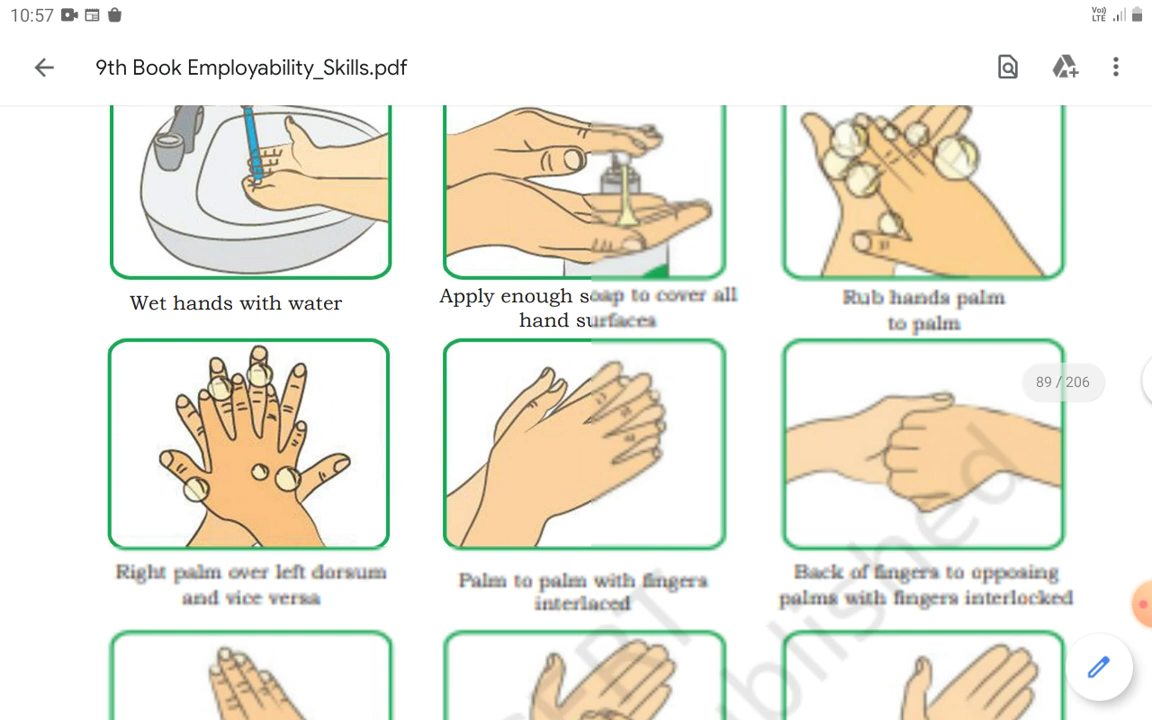 10:57
Vo))
LTE
9th Book Employability_Skills.pdf
Wet hands with water
Apply enough soap to cover all
hand surfaces
Rub hands palm
to palm
89 / 206
Right palm over left dorsum
and vice versa
Palm to palm with fingers
interlaced
Back of fingers to opposing
palms with fingers interlocked